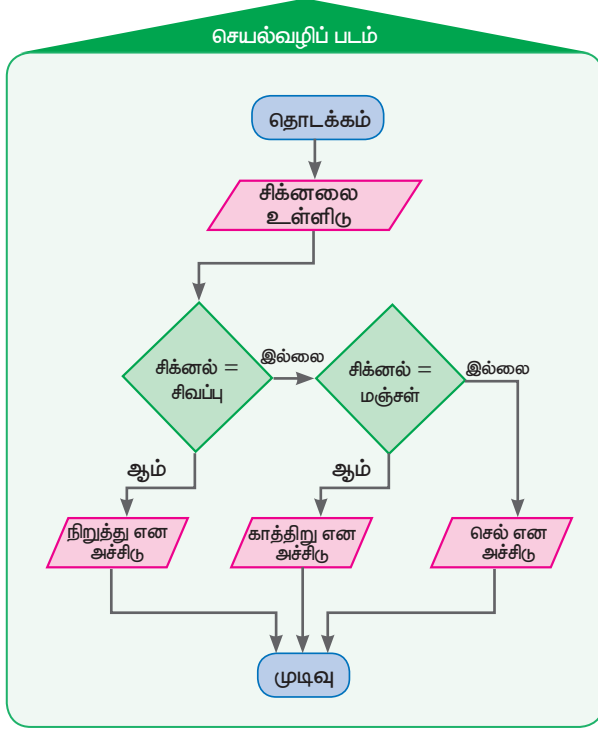 செயல்வழிப் படம்
தொடக்கம்
சிக்னலை
உள்ளிடு
சிக்னல் =
சிவப்பு
இல்லை
சிக்னல் =
மஞ்சள்
இல்லை
ஆம்
ஆம்
நிறுத்து என
அச்சிடு
காத்திறு என
அச்சிடு
செல் என
அச்சிடு
முடிவு